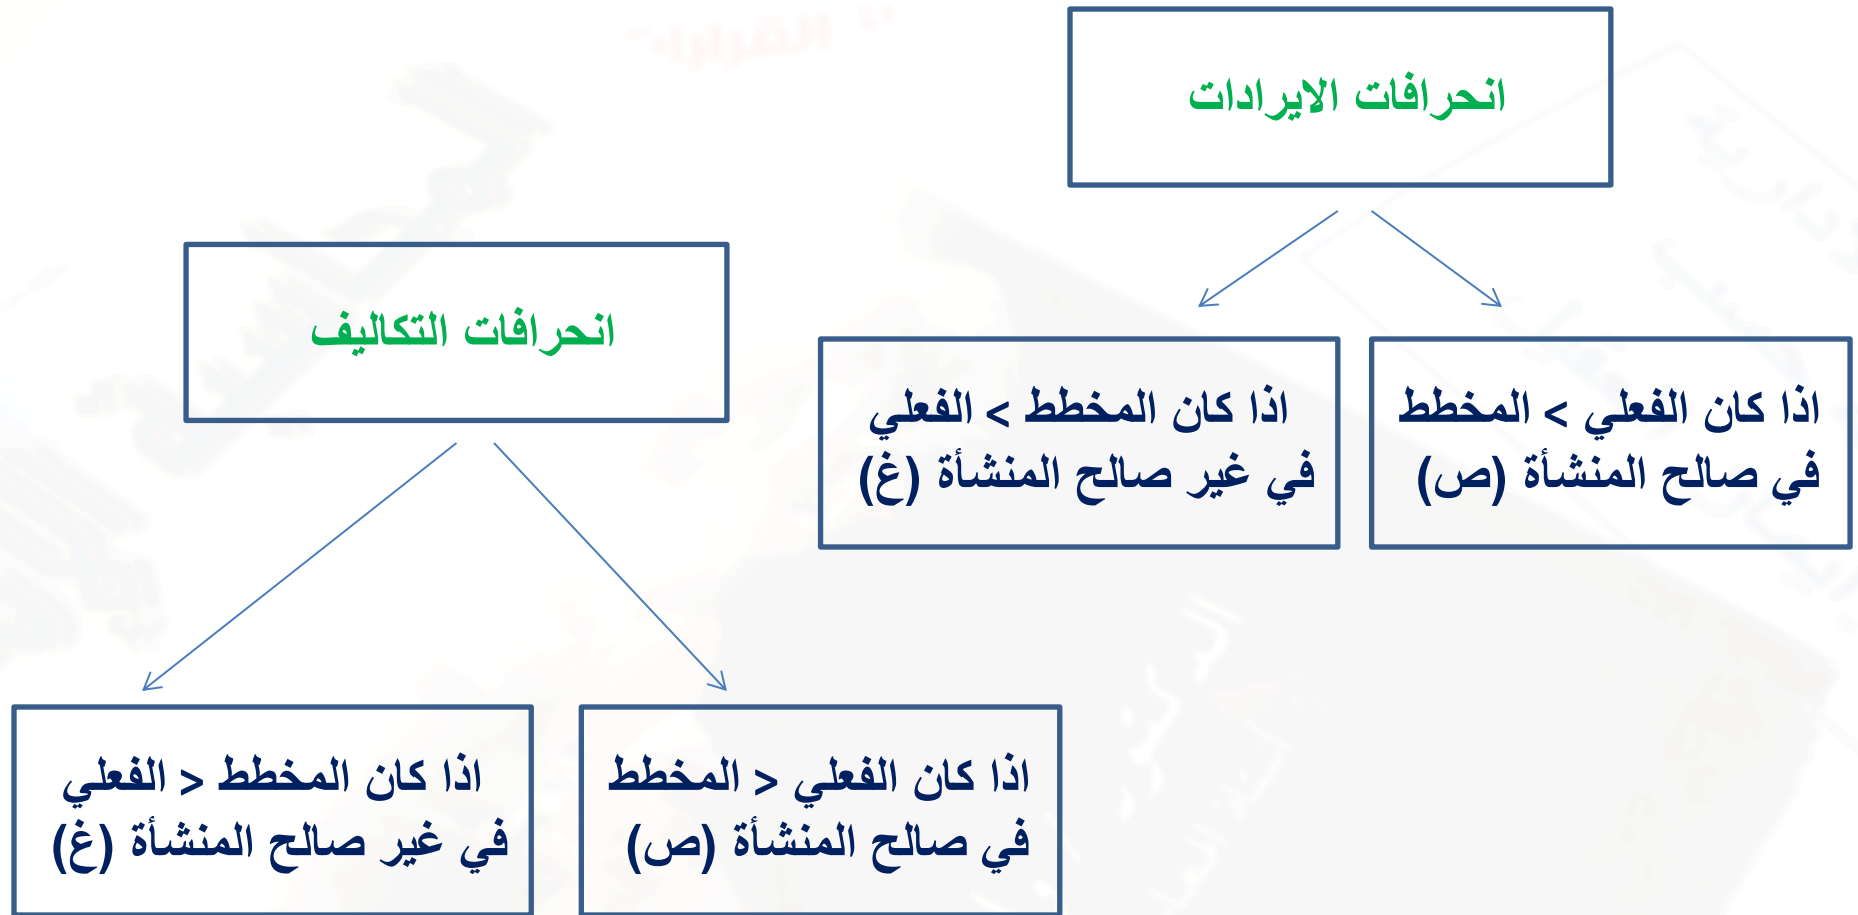 انحرافات الايرادات
اذا كان الفعلي > المخطط
في صالح المنشأة (ص)
اذا كان المخطط > الفعلي
في غير صالح المنشأة (غ)
انحرافات التكاليف
اذا كان الفعلي < المخطط
في صالح المنشأة (ص)
اذا كان المخطط < الفعلي
في غير صالح المنشأة (غ)
القرارات